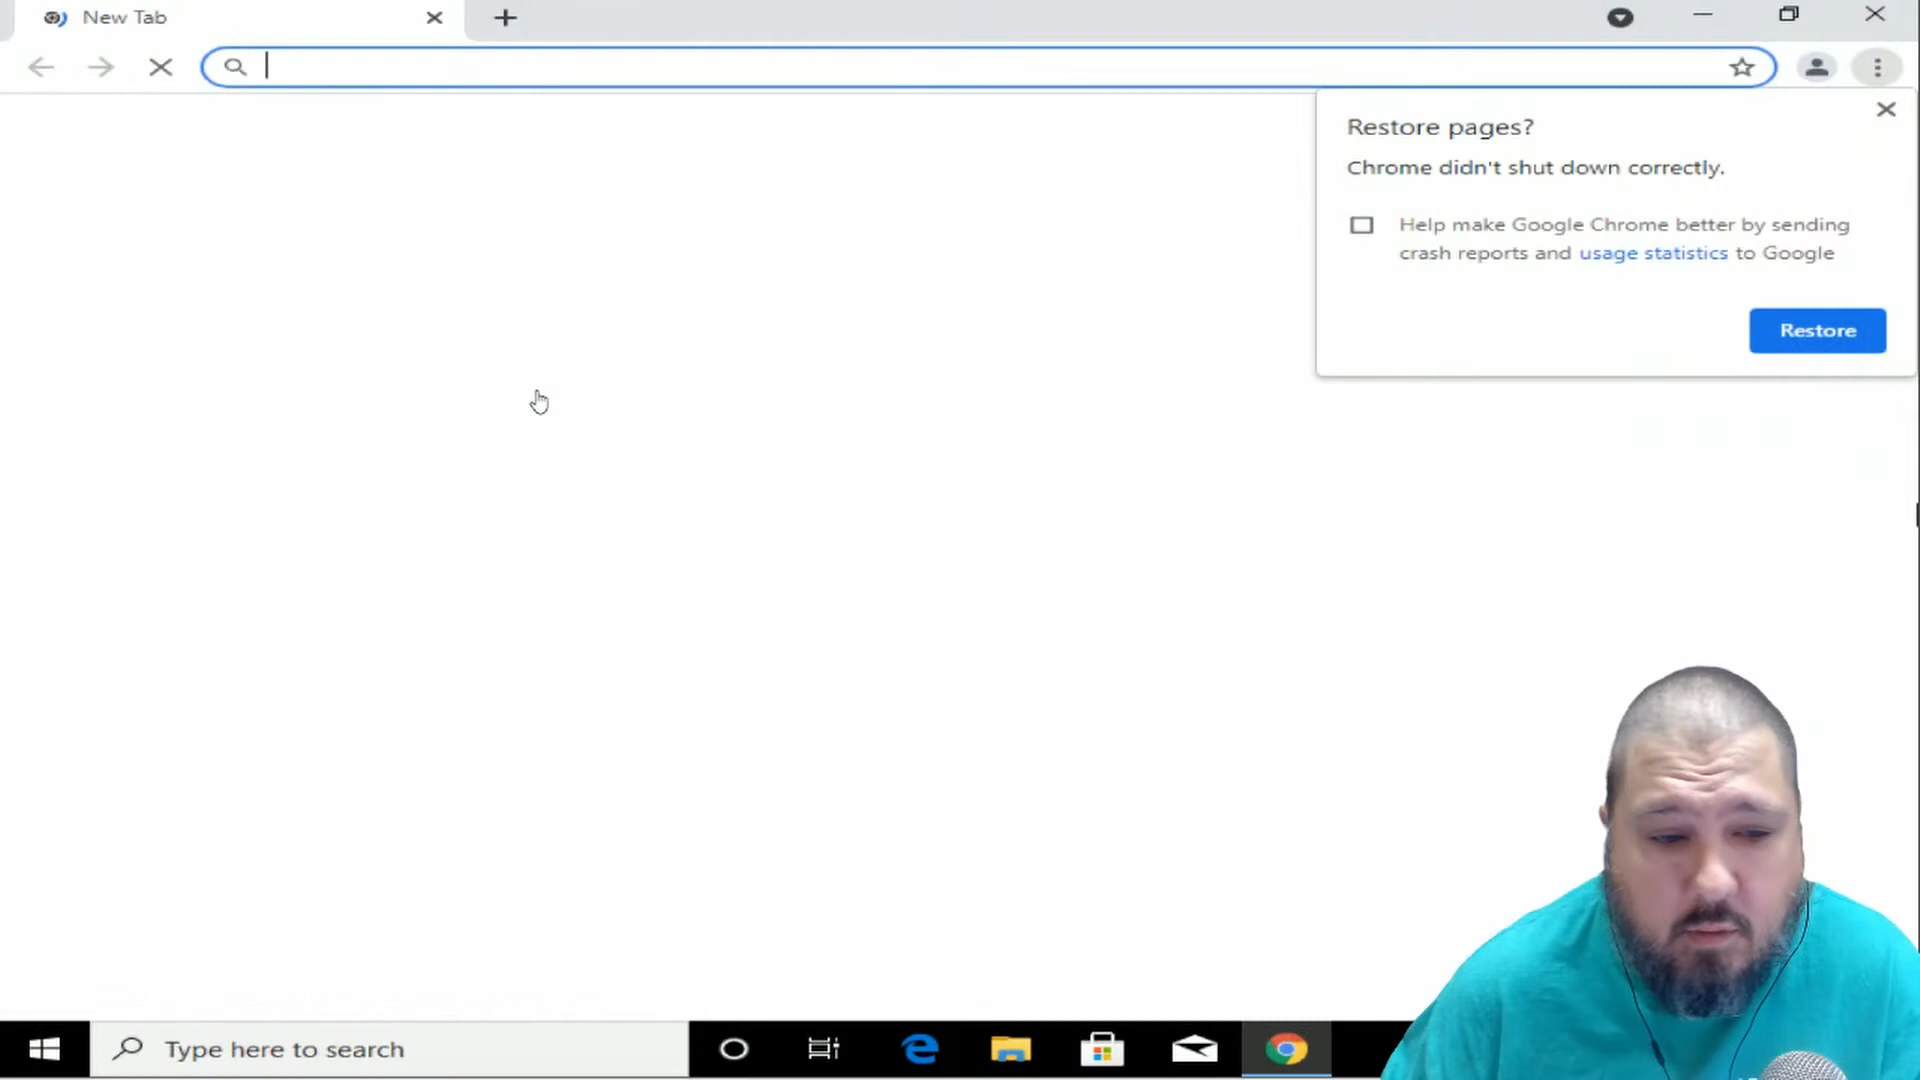 New Tab
Restore pages?
Chrome didn't shut down correctly.
Help make Google Chrome better by sending
crash reports and usage statistics to Google
Restore
Type here to search